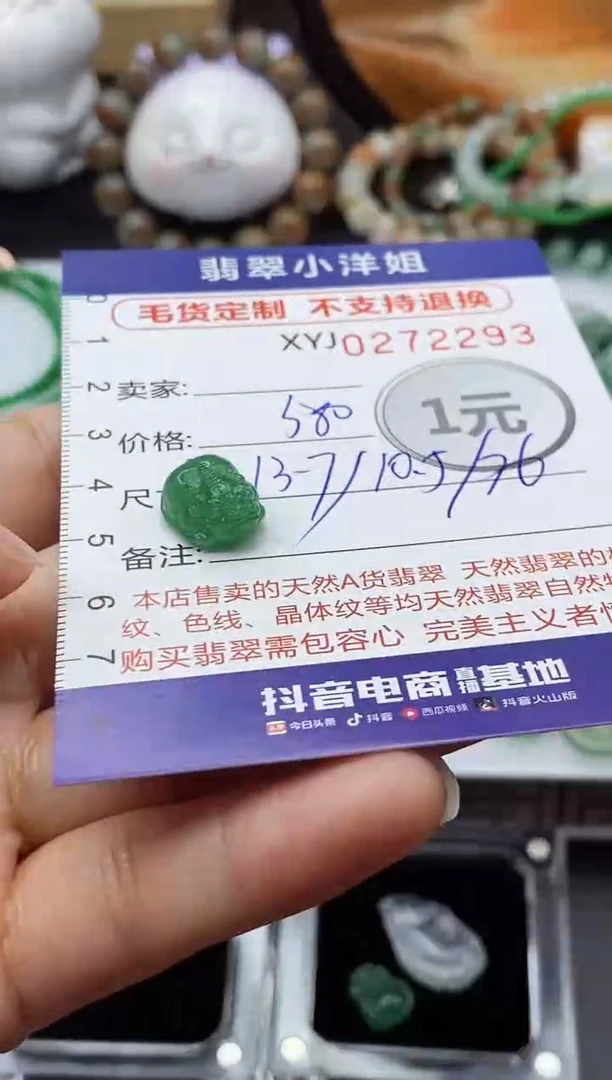 翡翠小洋姐
毛货定制 不支持退换
XYJ0272293
卖家:
价格: 580
1元
尺 13-7/10.5/
备注:
本店售卖的天然A货翡翠 天然翡翠的
纹、色线、晶体纹等均天然翡翠自然
购买翡翠需包容心 完美主义者
抖音电商直播基地
头条 今日头条 抖音 西瓜视频 抖音火山版
0
1
2
3
4
5
6
7